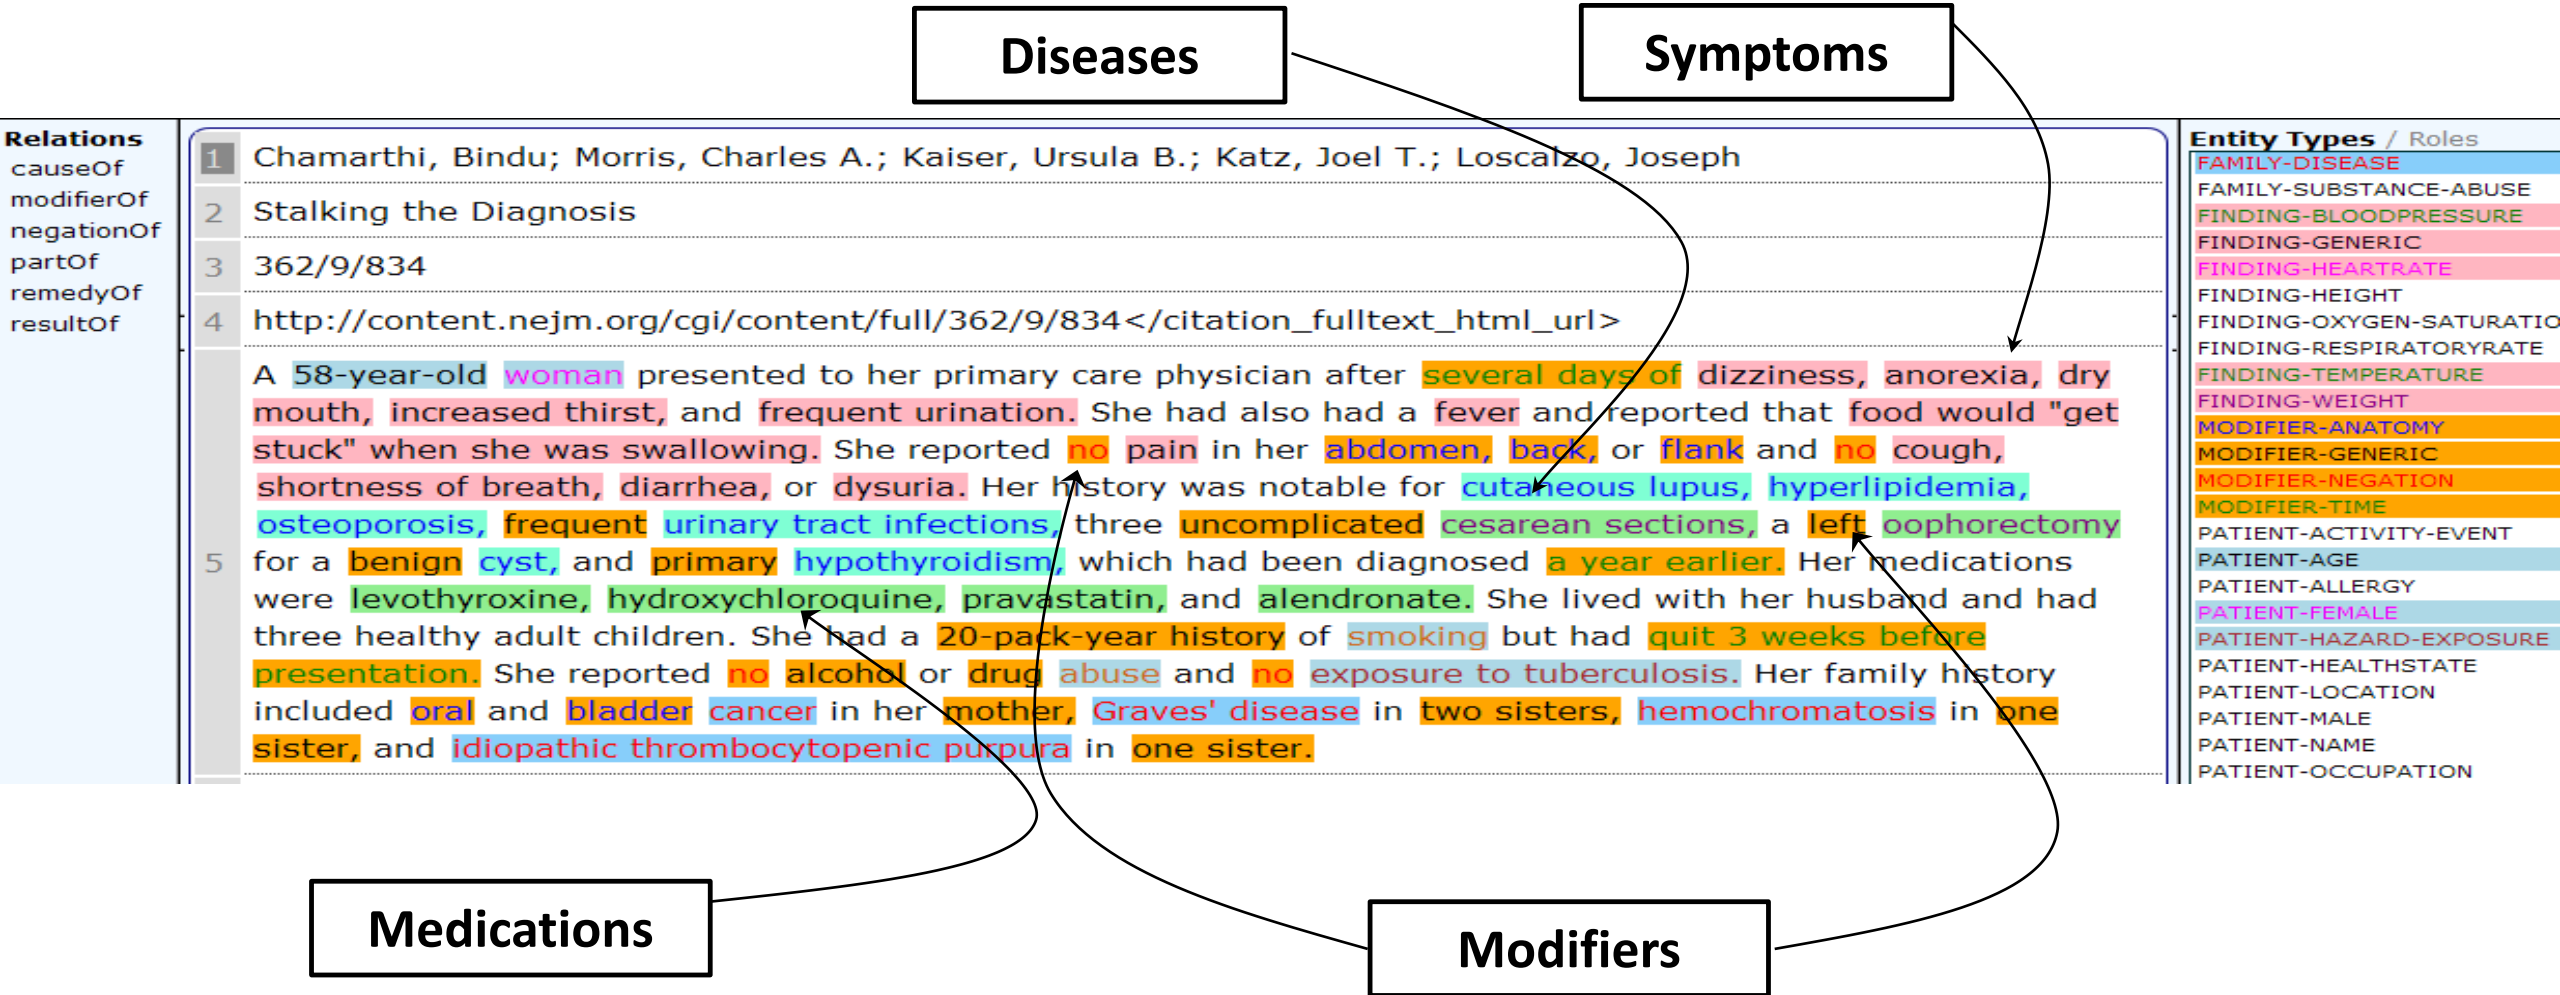 Diseases
Symptoms
Relations
causeOf
modifierOf
negationOf
partOf
remedyOf
resultOf
1 Chamarthi, Bindu; Morris, Charles A.; Kaiser, Ursula B.; Katz, Joel T.; Loscalzo, Joseph
2 Stalking the Diagnosis
3 362/9/834
4 http://content.nejm.org/cgi/content/full/362/9/834</citation_fulltext_html_url>
5
A 58-year-old woman presented to her primary care physician after several days of dizziness, anorexia, dry
mouth, increased thirst, and frequent urination. She had also had a fever and reported that food would "get
stuck" when she was swallowing. She reported no pain in her abdomen, back, or flank and no cough,
shortness of breath, diarrhea, or dysuria. Her history was notable for cutaneous lupus, hyperlipidemia,
osteoporosis, frequent urinary tract infections, three uncomplicated cesarean sections, a left oophorectomy
for a benign cyst, and primary hypothyroidism, which had been diagnosed a year earlier. Her medications
were levothyroxine, hydroxychloroquine, pravastatin, and alendronate. She lived with her husband and had
three healthy adult children. She had a 20-pack-year history of smoking but had quit 3 weeks before
presentation. She reported no alcohol or drug abuse and no exposure to tuberculosis. Her family history
included oral and bladder cancer in her mother, Graves' disease in two sisters, hemochromatosis in one
sister, and idiopathic thrombocytopenic purpura in one sister.
Entity Types / Roles
FAMILY-DISEASE
FAMILY-SUBSTANCE-ABUSE
FINDING-BLOODPRESSURE
FINDING-GENERIC
FINDING-HEARTRATE
FINDING-HEIGHT
FINDING-OXYGEN-SATURATIO
FINDING-RESPIRATORYRATE
FINDING-TEMPERATURE
FINDING-WEIGHT
MODIFIER-ANATOMY
MODIFIER-GENERIC
MODIFIER-NEGATION
MODIFIER-TIME
PATIENT-ACTIVITY-EVENT
PATIENT-AGE
PATIENT-ALLERGY
PATIENT-FEMALE
PATIENT-HAZARD-EXPOSURE
PATIENT-HEALTHSTATE
PATIENT-LOCATION
PATIENT-MALE
PATIENT-NAME
PATIENT-OCCUPATION
Medications
Modifiers